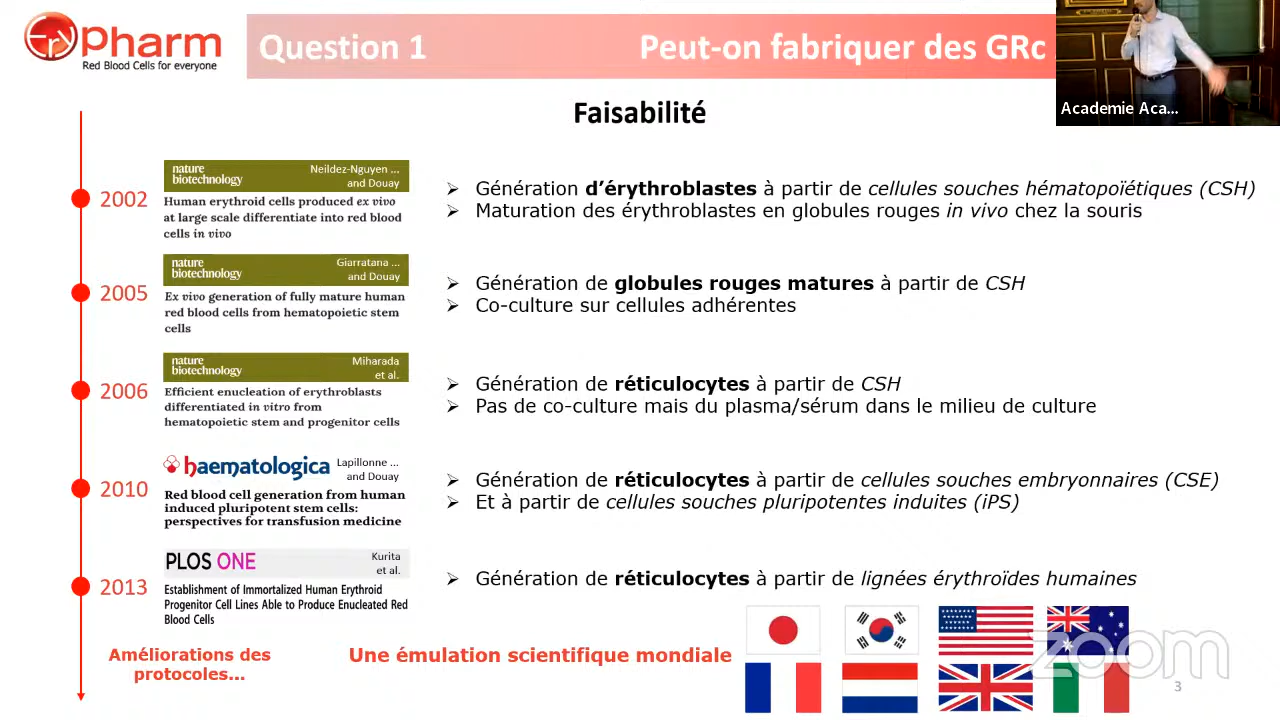 EryPharm
Red Blood Cells for everyone
Question 1
Peut-on fabriquer des GRc
Academie Aca...
Faisabilité
2002
nature
biotechnology
Neildez-Nguyen ...
and Douay
Human erythroid cells produced ex vivo
at large scale differentiate into red blood
cells in vivo
➢ Génération d’érythroblastes à partir de cellules souches hématopoïétiques (CSH)
➢ Maturation des érythroblastes en globules rouges in vivo chez la souris
2005
nature
biotechnology
Giarratana ...
and Douay
Ex vivo generation of fully mature human
red blood cells from hematopoietic stem
cells
➢ Génération de globules rouges matures à partir de CSH
➢ Co-culture sur cellules adhérentes
2006
nature
biotechnology
Miharada
et al.
Efficient enucleation of erythroblasts
differentiated in vitro from
hematopoietic stem and progenitor cells
➢ Génération de réticulocytes à partir de CSH
➢ Pas de co-culture mais du plasma/sérum dans le milieu de culture
2010
haematologica
Lapillonne ...
and Douay
Red blood cell generation from human
induced pluripotent stem cells:
perspectives for transfusion medicine
➢ Génération de réticulocytes à partir de cellules souches embryonnaires (CSE)
➢ Et à partir de cellules souches pluripotentes induites (iPS)
2013
PLOS ONE
Kurita
et al.
Establishment of Immortalized Human Erythroid
Progenitor Cell Lines Able to Produce Enucleated Red
Blood Cells
➢ Génération de réticulocytes à partir de lignées érythroïdes humaines
Améliorations des
protocoles...
Une émulation scientifique mondiale
zoom
3